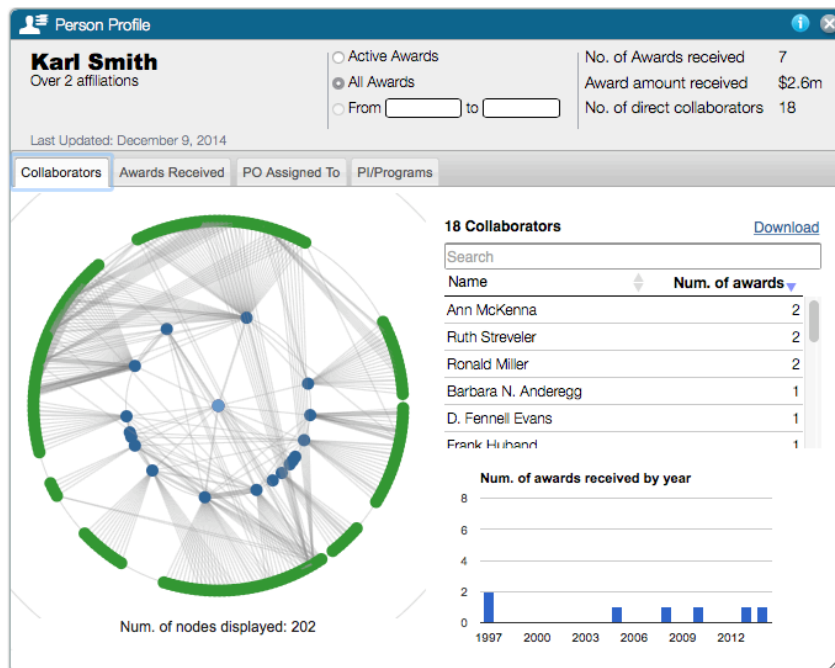 Person Profile
Karl Smith
Over 2 affiliations
Last Updated: December 9, 2014
Active Awards
All Awards
From to
No. of Awards received 7
Award amount received $2.6m
No. of direct collaborators 18
Collaborators Awards Received PO Assigned To PI/Programs
18 Collaborators Download
Search
Name Num. of awards
Ann McKenna 2
Ruth Streveler 2
Ronald Miller 2
Barbara N. Anderegg 1
D. Fennell Evans 1
Frank Huband 1
Num. of awards received by year
8
6
4
2
0
1997 2000 2003 2006 2009 2012
Num. of nodes displayed: 202